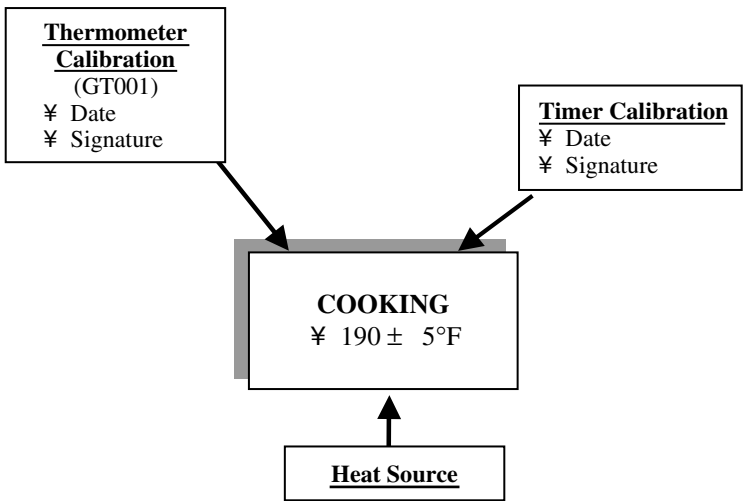 Thermometer
Calibration
(GT001)
¥ Date
¥ Signature
Timer Calibration
¥ Date
¥ Signature
COOKING
¥ 190 ± 5°F
Heat Source